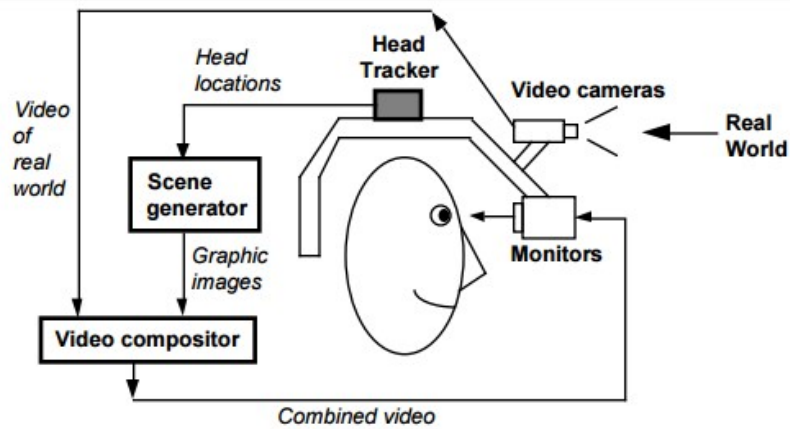 Head
Tracker
Head
locations
Video cameras
Video
of
real
world
Real
World
Scene
generator
Monitors
Graphic
images
Video compositor
Combined video